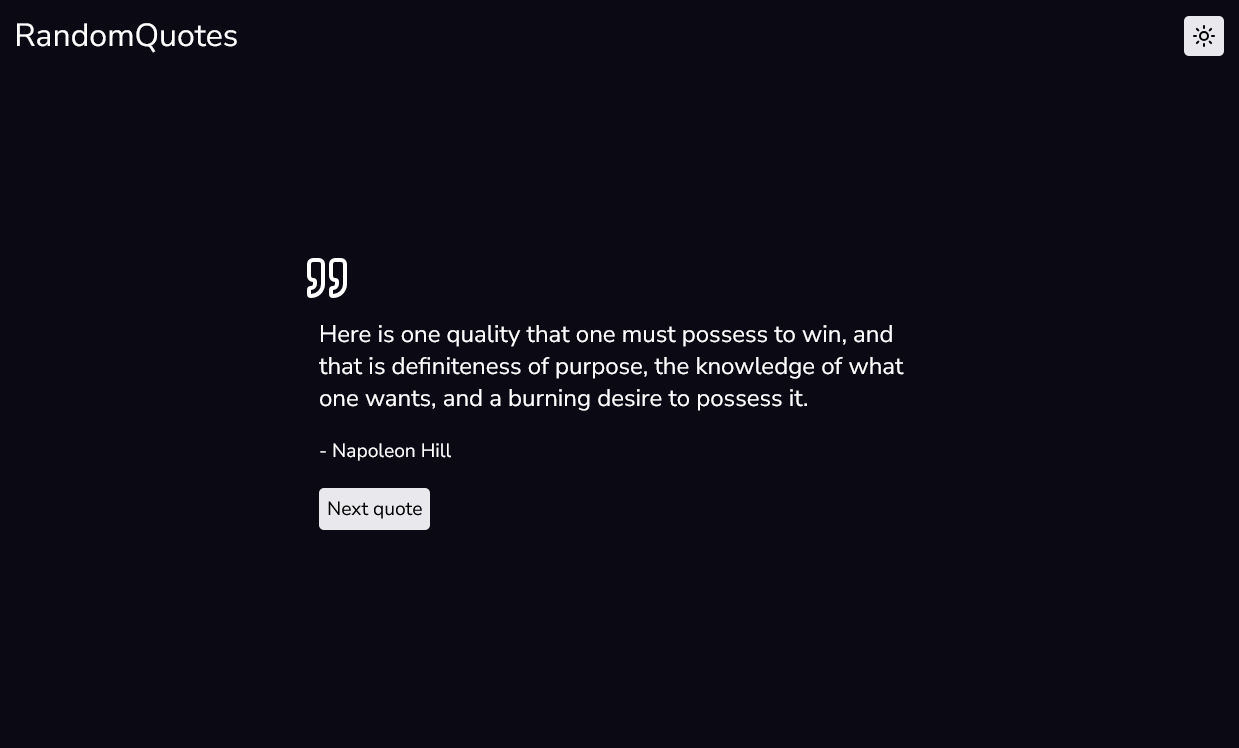 RandomQuotes
Here is one quality that one must possess to win, and
that is definiteness of purpose, the knowledge of what
one wants, and a burning desire to possess it.
- Napoleon Hill
Next quote